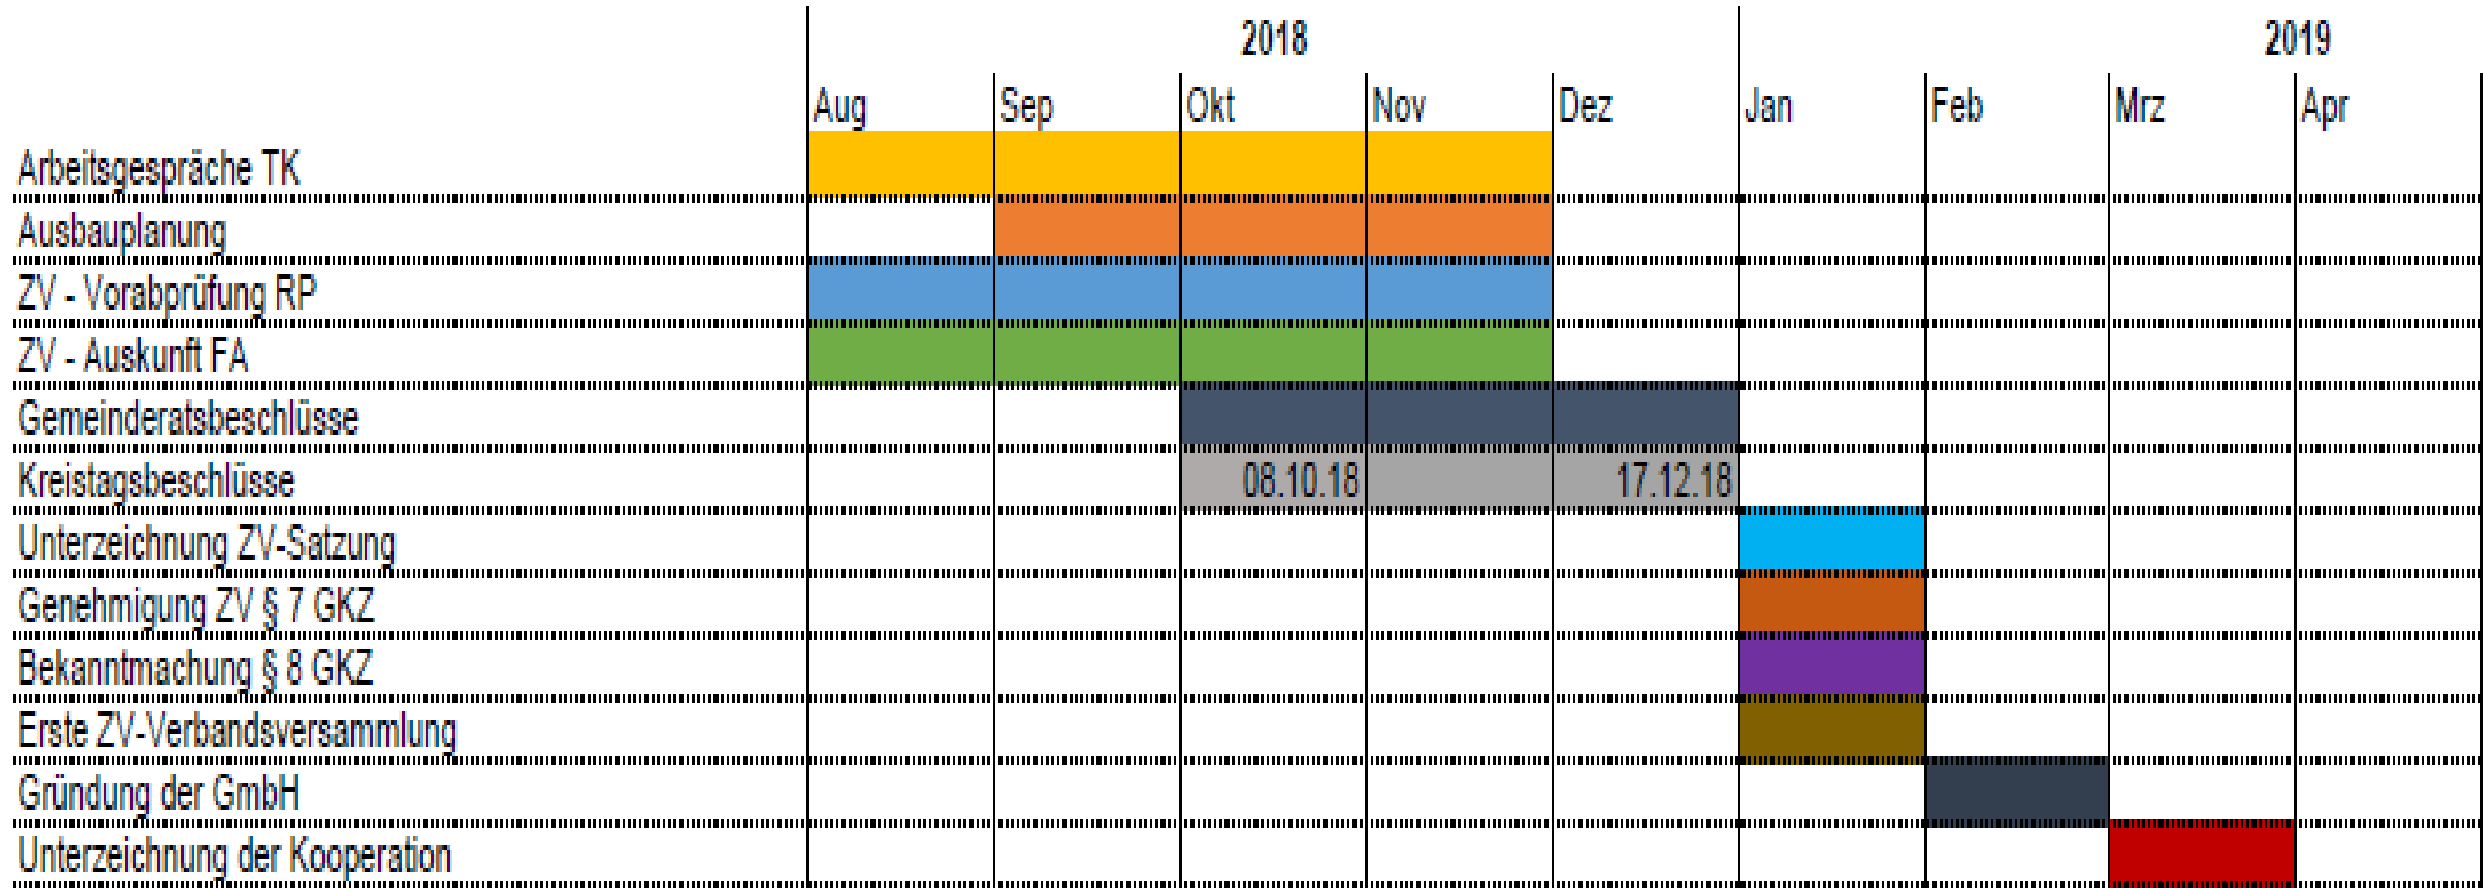 2018 2019
Aug Sep Okt Nov Dez Jan Feb Mrz Apr
Arbeitsgespräche TK
Ausbauplanung
ZV - Vorabprüfung RP
ZV - Auskunft FA
Gemeinderatsbeschlüsse
Kreistagsbeschlüsse 08.10.18 17.12.18
Unterzeichnung ZV-Satzung
Genehmigung ZV § 7 GKZ
Bekanntmachung § 8 GKZ
Erste ZV-Verbandsversammlung
Gründung der GmbH
Unterzeichnung der Kooperation